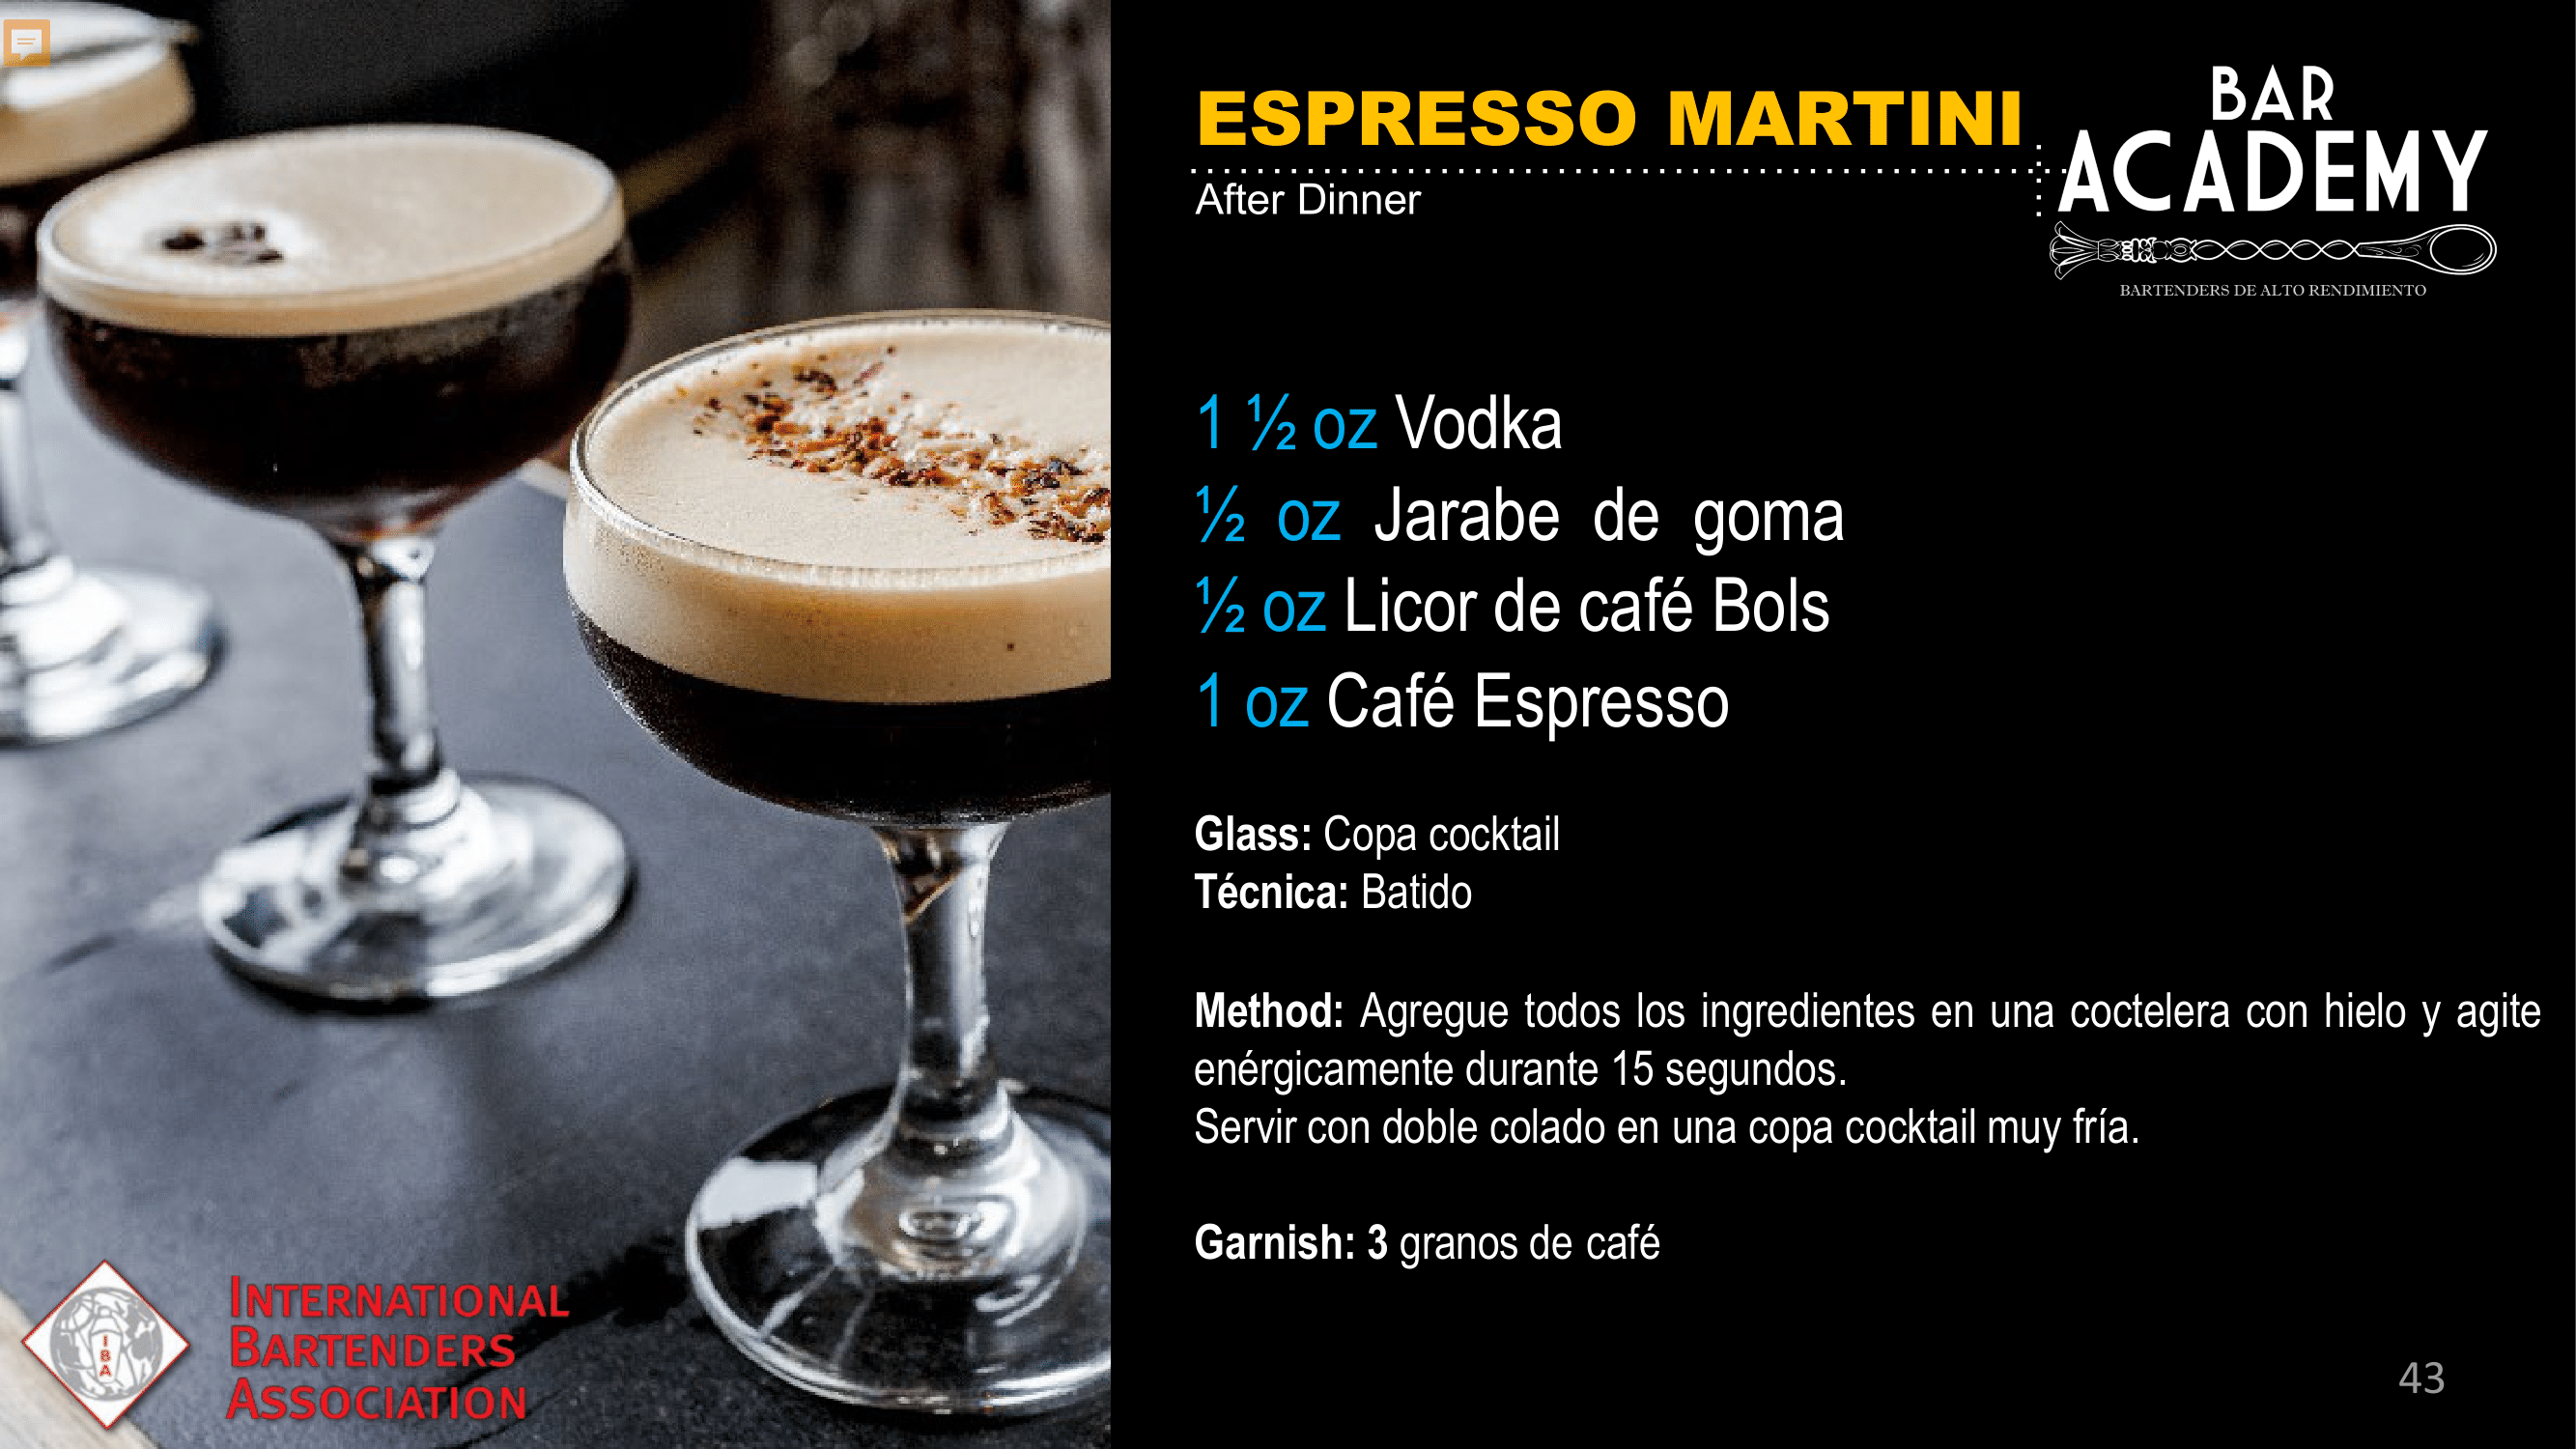 ESPRESSO MARTINI
After Dinner
BAR
ACADEMY
BARTENDERS DE ALTO RENDIMIENTO
1 ½ oz Vodka
½ oz Jarabe de goma
½ oz Licor de café Bols
1 oz Café Espresso
Glass: Copa cocktail
Técnica: Batido
Method: Agregue todos los ingredientes en una coctelera con hielo y agite
enérgicamente durante 15 segundos.
Servir con doble colado en una copa cocktail muy fría.
Garnish: 3 granos de café
IBA
INTERNATIONAL
BARTENDERS
ASSOCIATION
43